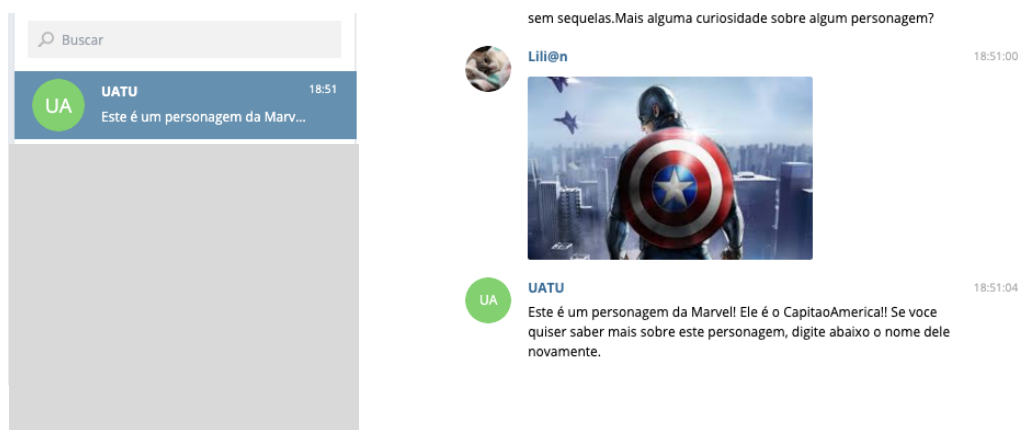 Buscar
UA
UATU
18:51
Este é um personagem da Marv...
sem sequelas.Mais alguma curiosidade sobre algum personagem?
Lili@n
18:51:00
UA
UATU
18:51:04
Este é um personagem da Marvel! Ele é o CapitaoAmerica!! Se voce
quiser saber mais sobre este personagem, digite abaixo o nome dele
novamente.